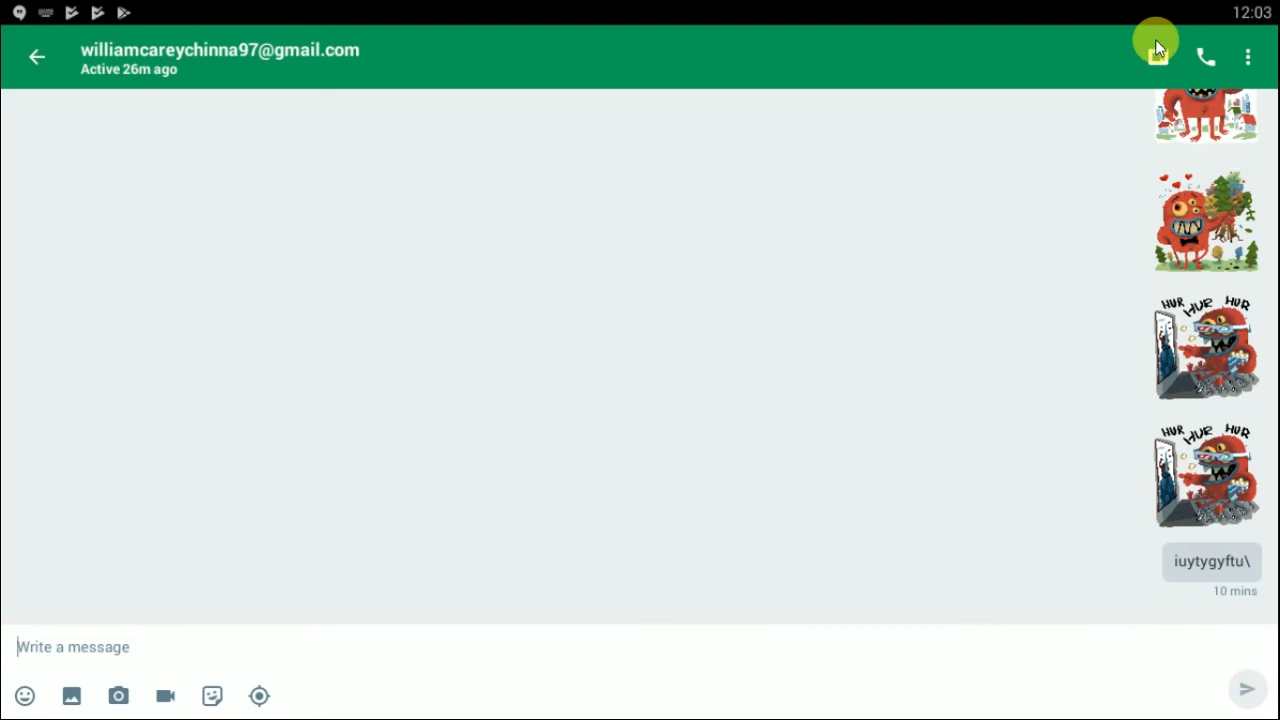 12:03
williamcareychinna97@gmail.com
Active 26m ago
HUR HUR HUR
HUR HUR HUR
iuytygyftu\
10 mins
Write a message